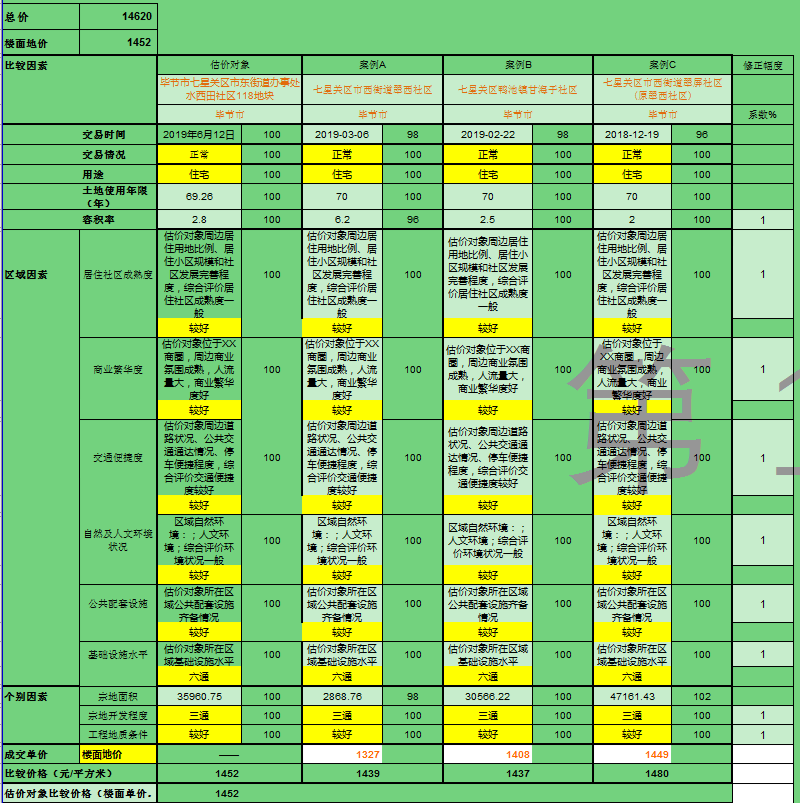 总价 14620
楼面地价 1452
比较因素 估价对象 案例A 案例B 案例C 修正幅度
毕节市七星关区市东街道办事处水西田社区118地块 七星关区市西街道翠西社区 七星关区鸭池镇甘海子社区 七星关区市西街道翠屏社区（原翠西社区）
毕节市 毕节市 毕节市 毕节市 系数%
交易时间 2019年6月12日 100 2019-03-06 98 2019-02-22 98 2018-12-19 96
交易情况 正常 100 正常 100 正常 100 正常 100
用途 住宅 100 住宅 100 住宅 100 住宅 100
土地使用年限（年） 69.26 100 70 100 70 100 70 100
容积率 2.8 100 6.2 96 2.5 100 2 100 1
区域因素 居住社区成熟度 估价对象周边居住用地比例、居住小区规模和社区发展完善程度，综合评价居住社区成熟度一般 100 估价对象周边居住用地比例、居住小区规模和社区发展完善程度，综合评价居住社区成熟度一般 100 估价对象周边居住用地比例、居住小区规模和社区发展完善程度，综合评价居住社区成熟度一般 100 估价对象周边居住用地比例、居住小区规模和社区发展完善程度，综合评价居住社区成熟度一般 100 1
较好 较好 较好 较好
商业繁华度 估价对象位于XX商圈，周边商业氛围成熟，人流量大，商业繁华度好 100 估价对象位于XX商圈，周边商业氛围成熟，人流量大，商业繁华度好 100 估价对象位于XX商圈，周边商业氛围成熟，人流量大，商业繁华度好 100 估价对象位于XX商圈，周边商业氛围成熟，人流量大，商业繁华度好 100 1
较好 较好 较好 较好
交通便捷度 估价对象周边道路状况、公共交通通达情况、停车便捷程度，综合评价交通便捷度较好 100 估价对象周边道路状况、公共交通通达情况、停车便捷程度，综合评价交通便捷度较好 100 估价对象周边道路状况、公共交通通达情况、停车便捷程度，综合评价交通便捷度较好 100 估价对象周边道路状况、公共交通通达情况、停车便捷程度，综合评价交通便捷度较好 100 1
较好 较好 较好 较好
自然及人文环境状况 区域自然环境：；人文环境；综合评价环境状况一般 100 区域自然环境：；人文环境；综合评价环境状况一般 100 区域自然环境：；人文环境；综合评价环境状况一般 100 区域自然环境：；人文环境；综合评价环境状况一般 100 1
较好 较好 较好 较好
公共配套设施 估价对象所在区域公共配套设施齐备情况 100 估价对象所在区域公共配套设施齐备情况 100 估价对象所在区域公共配套设施齐备情况 100 估价对象所在区域公共配套设施齐备情况 100 1
较好 较好 较好 较好
基础设施水平 估价对象所在区域基础设施水平 100 估价对象所在区域基础设施水平 100 估价对象所在区域基础设施水平 100 估价对象所在区域基础设施水平 100 1
六通 六通 六通 六通
个别因素 宗地面积 35960.75 100 2868.76 98 30566.22 100 47161.43 102
宗地开发程度 三通 100 三通 100 三通 100 三通 100 1
工程地质条件 较好 100 较好 100 较好 100 较好 100 1
成交单价 楼面地价 —— 1327 1408 1449
比较价格（元/平方米） 1452 1439 1437 1480
估价对象比较价格（楼面单价. 1452
第